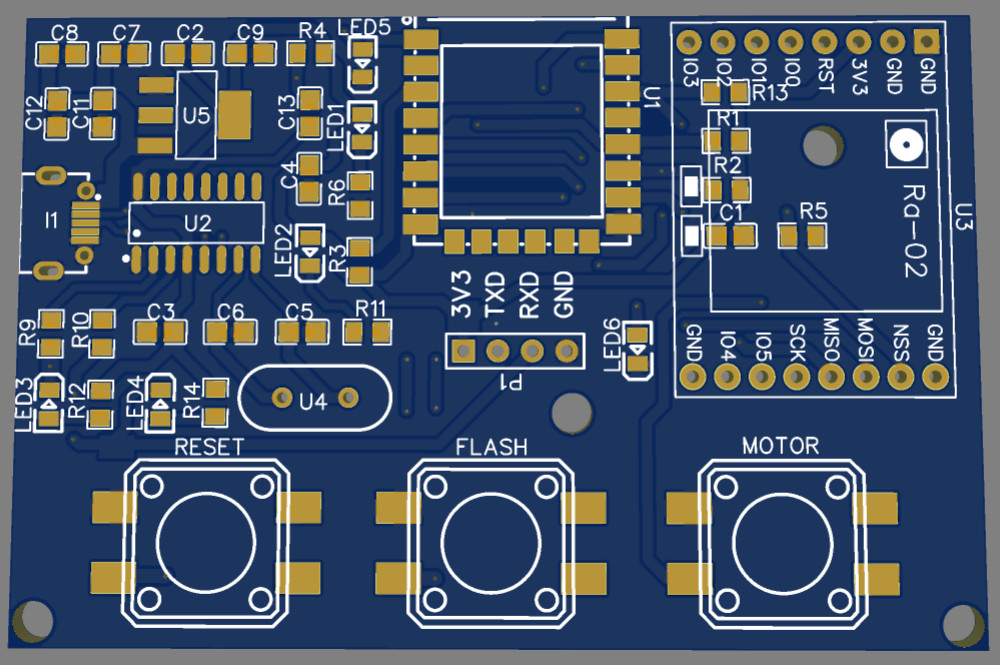 C8
C7
C2
C9
R4
LED5
C12
C11
U5
C13
LED1
U1
IO3
IO2
IO1
IO0
RST
3V3
GND
GND
R13
R1
R2
C1
R5
Ra-02
U3
C4
R6
I1
U2
LED2
R3
3V3
TXD
RXD
GND
P1
R9
R10
C3
C6
C5
R11
LED6
GND
IO4
IO5
SCK
MISO
MOSI
NSS
GND
LED3
R12
LED4
R14
U4
RESET
FLASH
MOTOR